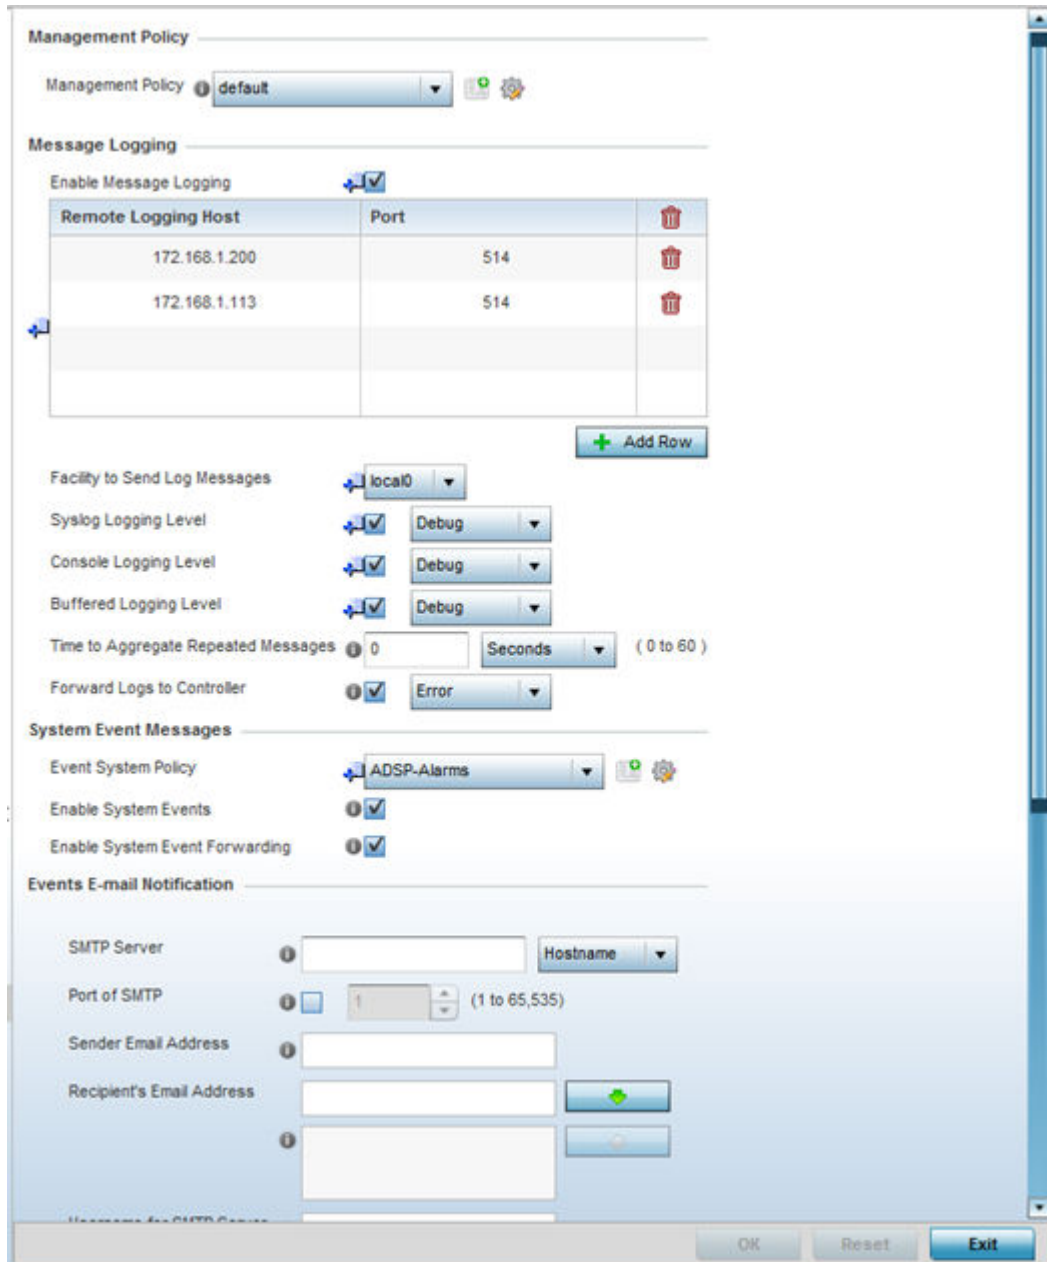 Management Policy
Management Policy default
Message Logging
Enable Message Logging
Remote Logging Host Port
172.168.1.200 514
172.168.1.113 514
Add Row
Facility to Send Log Messages local0
Syslog Logging Level Debug
Console Logging Level Debug
Buffered Logging Level Debug
Time to Aggregate Repeated Messages 0 Seconds ( 0 to 60 )
Forward Logs to Controller Error
System Event Messages
Event System Policy ADSP-Alarms
Enable System Events
Enable System Event Forwarding
Events E-mail Notification
SMTP Server Hostname
Port of SMTP 1 (1 to 65,535)
Sender Email Address
Recipient's Email Address
OK Reset Exit